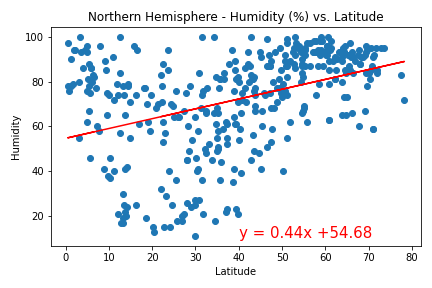 Northern Hemisphere - Humidity (%) vs. Latitude
100
80
60
40
20
Humidity
y = 0.44x +54.68
0 10 20 30 40 50 60 70 80
Latitude